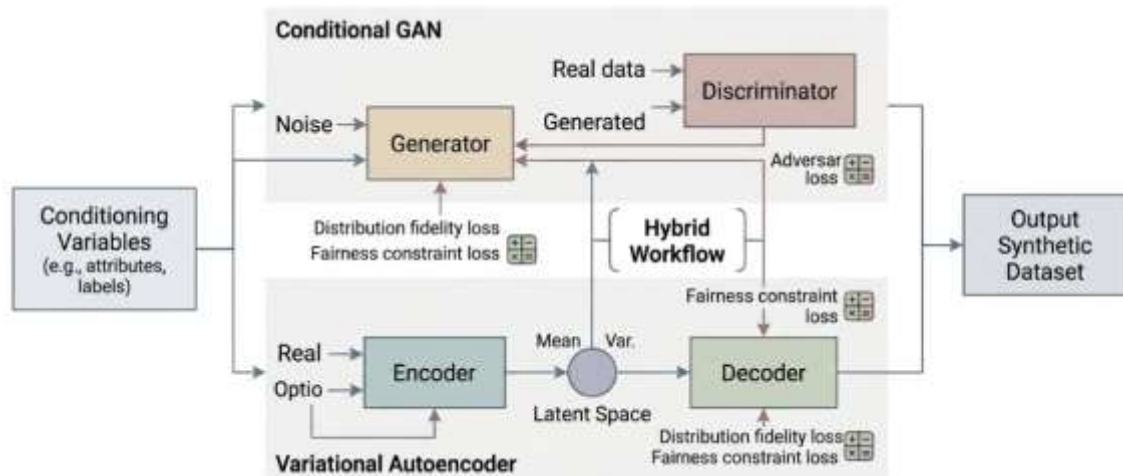 Conditional GAN
Real data
Discriminator
Generated
Noise
Generator
Adversar
loss
Conditioning
Variables
(e.g., attributes,
labels)
Distribution fidelity loss
Fairness constraint loss
Hybrid
Workflow
Output
Synthetic
Dataset
Fairness constraint
loss
Mean Var.
Real
Encoder
Decoder
Optio
Latent Space
Distribution fidelity loss
Fairness constraint loss
Variational Autoencoder